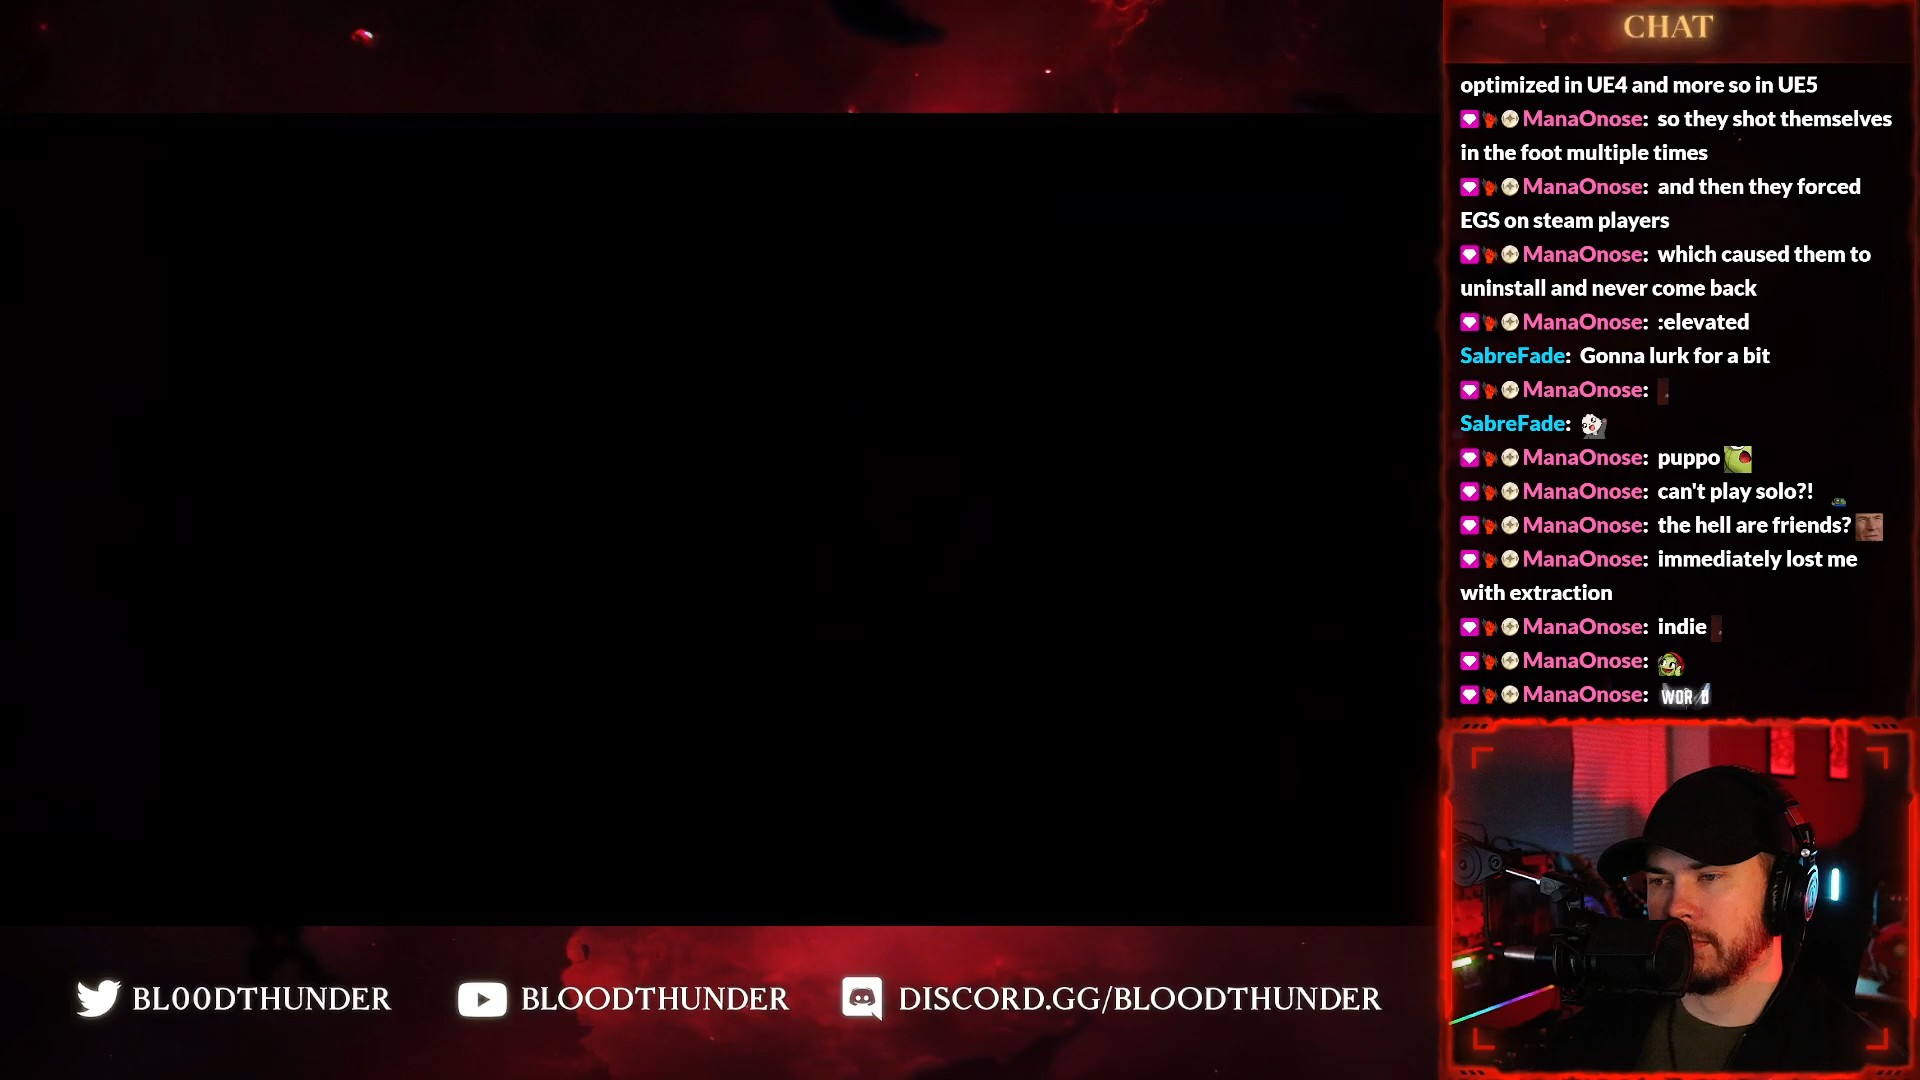 CHAT
optimized in UE4 and more so in UE5
ManaOnose: so they shot themselves
in the foot multiple times
ManaOnose: and then they forced
EGS on steam players
ManaOnose: which caused them to
uninstall and never come back
ManaOnose: :elevated
SabreFade: Gonna lurk for a bit
ManaOnose:
SabreFade:
ManaOnose: puppo
ManaOnose: can't play solo?!
ManaOnose: the hell are friends?
ManaOnose: immediately lost me
with extraction
ManaOnose: indie
ManaOnose:
ManaOnose:
BL00DTHUNDER
BLOODTHUNDER
DISCORD.GG/BLOODTHUNDER